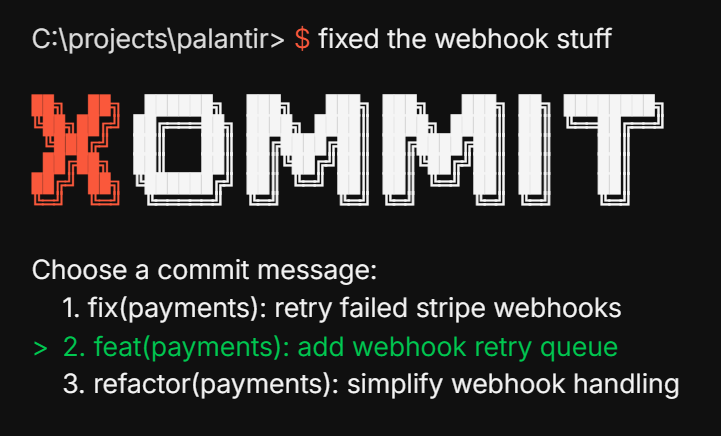 C:\projects\palantir> $ fixed the webhook stuff
XOMMIT
Choose a commit message:
1. fix(payments): retry failed stripe webhooks
> 2. feat(payments): add webhook retry queue
3. refactor(payments): simplify webhook handling